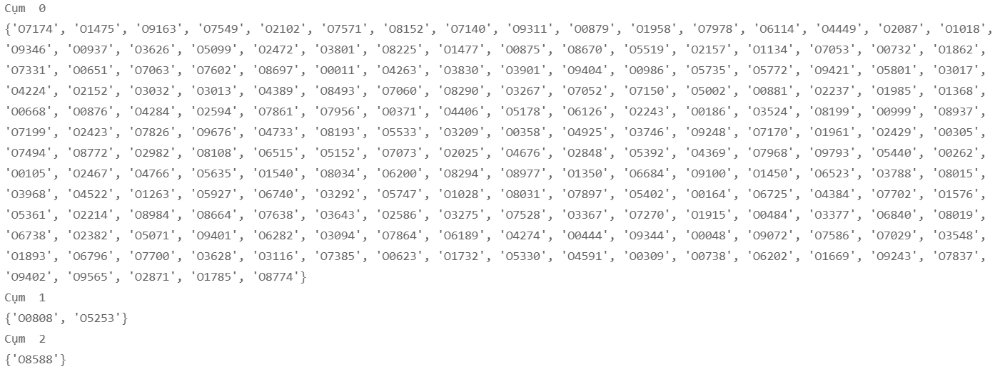 Cụm  0
{'O7174', 'O1475', 'O9163', 'O7549', 'O2102', 'O7571', 'O8152', 'O7140', 'O9311', 'O0879', 'O1958', 'O7978', 'O6114', 'O4449', 'O2087', 'O1018',
'O9346', 'O0937', 'O3626', 'O5099', 'O2472', 'O3801', 'O8225', 'O1477', 'O0875', 'O8670', 'O5519', 'O2157', 'O1134', 'O7053', 'O0732', 'O1862',
'O7331', 'O0651', 'O7063', 'O7602', 'O8697', 'O0011', 'O4263', 'O3830', 'O3901', 'O9404', 'O0986', 'O5735', 'O5772', 'O9421', 'O5801', 'O3017',
'O4224', 'O2152', 'O3032', 'O3013', 'O4389', 'O8493', 'O7060', 'O8290', 'O3267', 'O7052', 'O7150', 'O5002', 'O0881', 'O2237', 'O1985', 'O1368',
'O0668', 'O0876', 'O4284', 'O2594', 'O7861', 'O7956', 'O0371', 'O4406', 'O5178', 'O6126', 'O2243', 'O0186', 'O3524', 'O8199', 'O0999', 'O8937',
'O7199', 'O2423', 'O7826', 'O9676', 'O4733', 'O8193', 'O5533', 'O3209', 'O0358', 'O4925', 'O3746', 'O9248', 'O7170', 'O1961', 'O2429', 'O0305',
'O7494', 'O8772', 'O2982', 'O8108', 'O6515', 'O5152', 'O7073', 'O2025', 'O4676', 'O2848', 'O5392', 'O4369', 'O7968', 'O9793', 'O5440', 'O0262',
'O0105', 'O2467', 'O4766', 'O5635', 'O1540', 'O8034', 'O6200', 'O8294', 'O8977', 'O1350', 'O6684', 'O9100', 'O1450', 'O6523', 'O3788', 'O8015',
'O3968', 'O4522', 'O1263', 'O5927', 'O6740', 'O3292', 'O5747', 'O1028', 'O8031', 'O7897', 'O5402', 'O0164', 'O6725', 'O4384', 'O7702', 'O1576',
'O5361', 'O2214', 'O8984', 'O8664', 'O7638', 'O3643', 'O2586', 'O3275', 'O7528', 'O3367', 'O7270', 'O1915', 'O0484', 'O3377', 'O6840', 'O8019',
'O6738', 'O2382', 'O5071', 'O9401', 'O6282', 'O3094', 'O7864', 'O6189', 'O4274', 'O0444', 'O9344', 'O0048', 'O9072', 'O7586', 'O7029', 'O3548',
'O1893', 'O6796', 'O7700', 'O3628', 'O3116', 'O7385', 'O0623', 'O1732', 'O5330', 'O4591', 'O0309', 'O0738', 'O6202', 'O1669', 'O9243', 'O7837',
'O9402', 'O9565', 'O2871', 'O1785', 'O8774'}
Cụm  1
{'O0808', 'O5253'}
Cụm  2
{'O8588'}